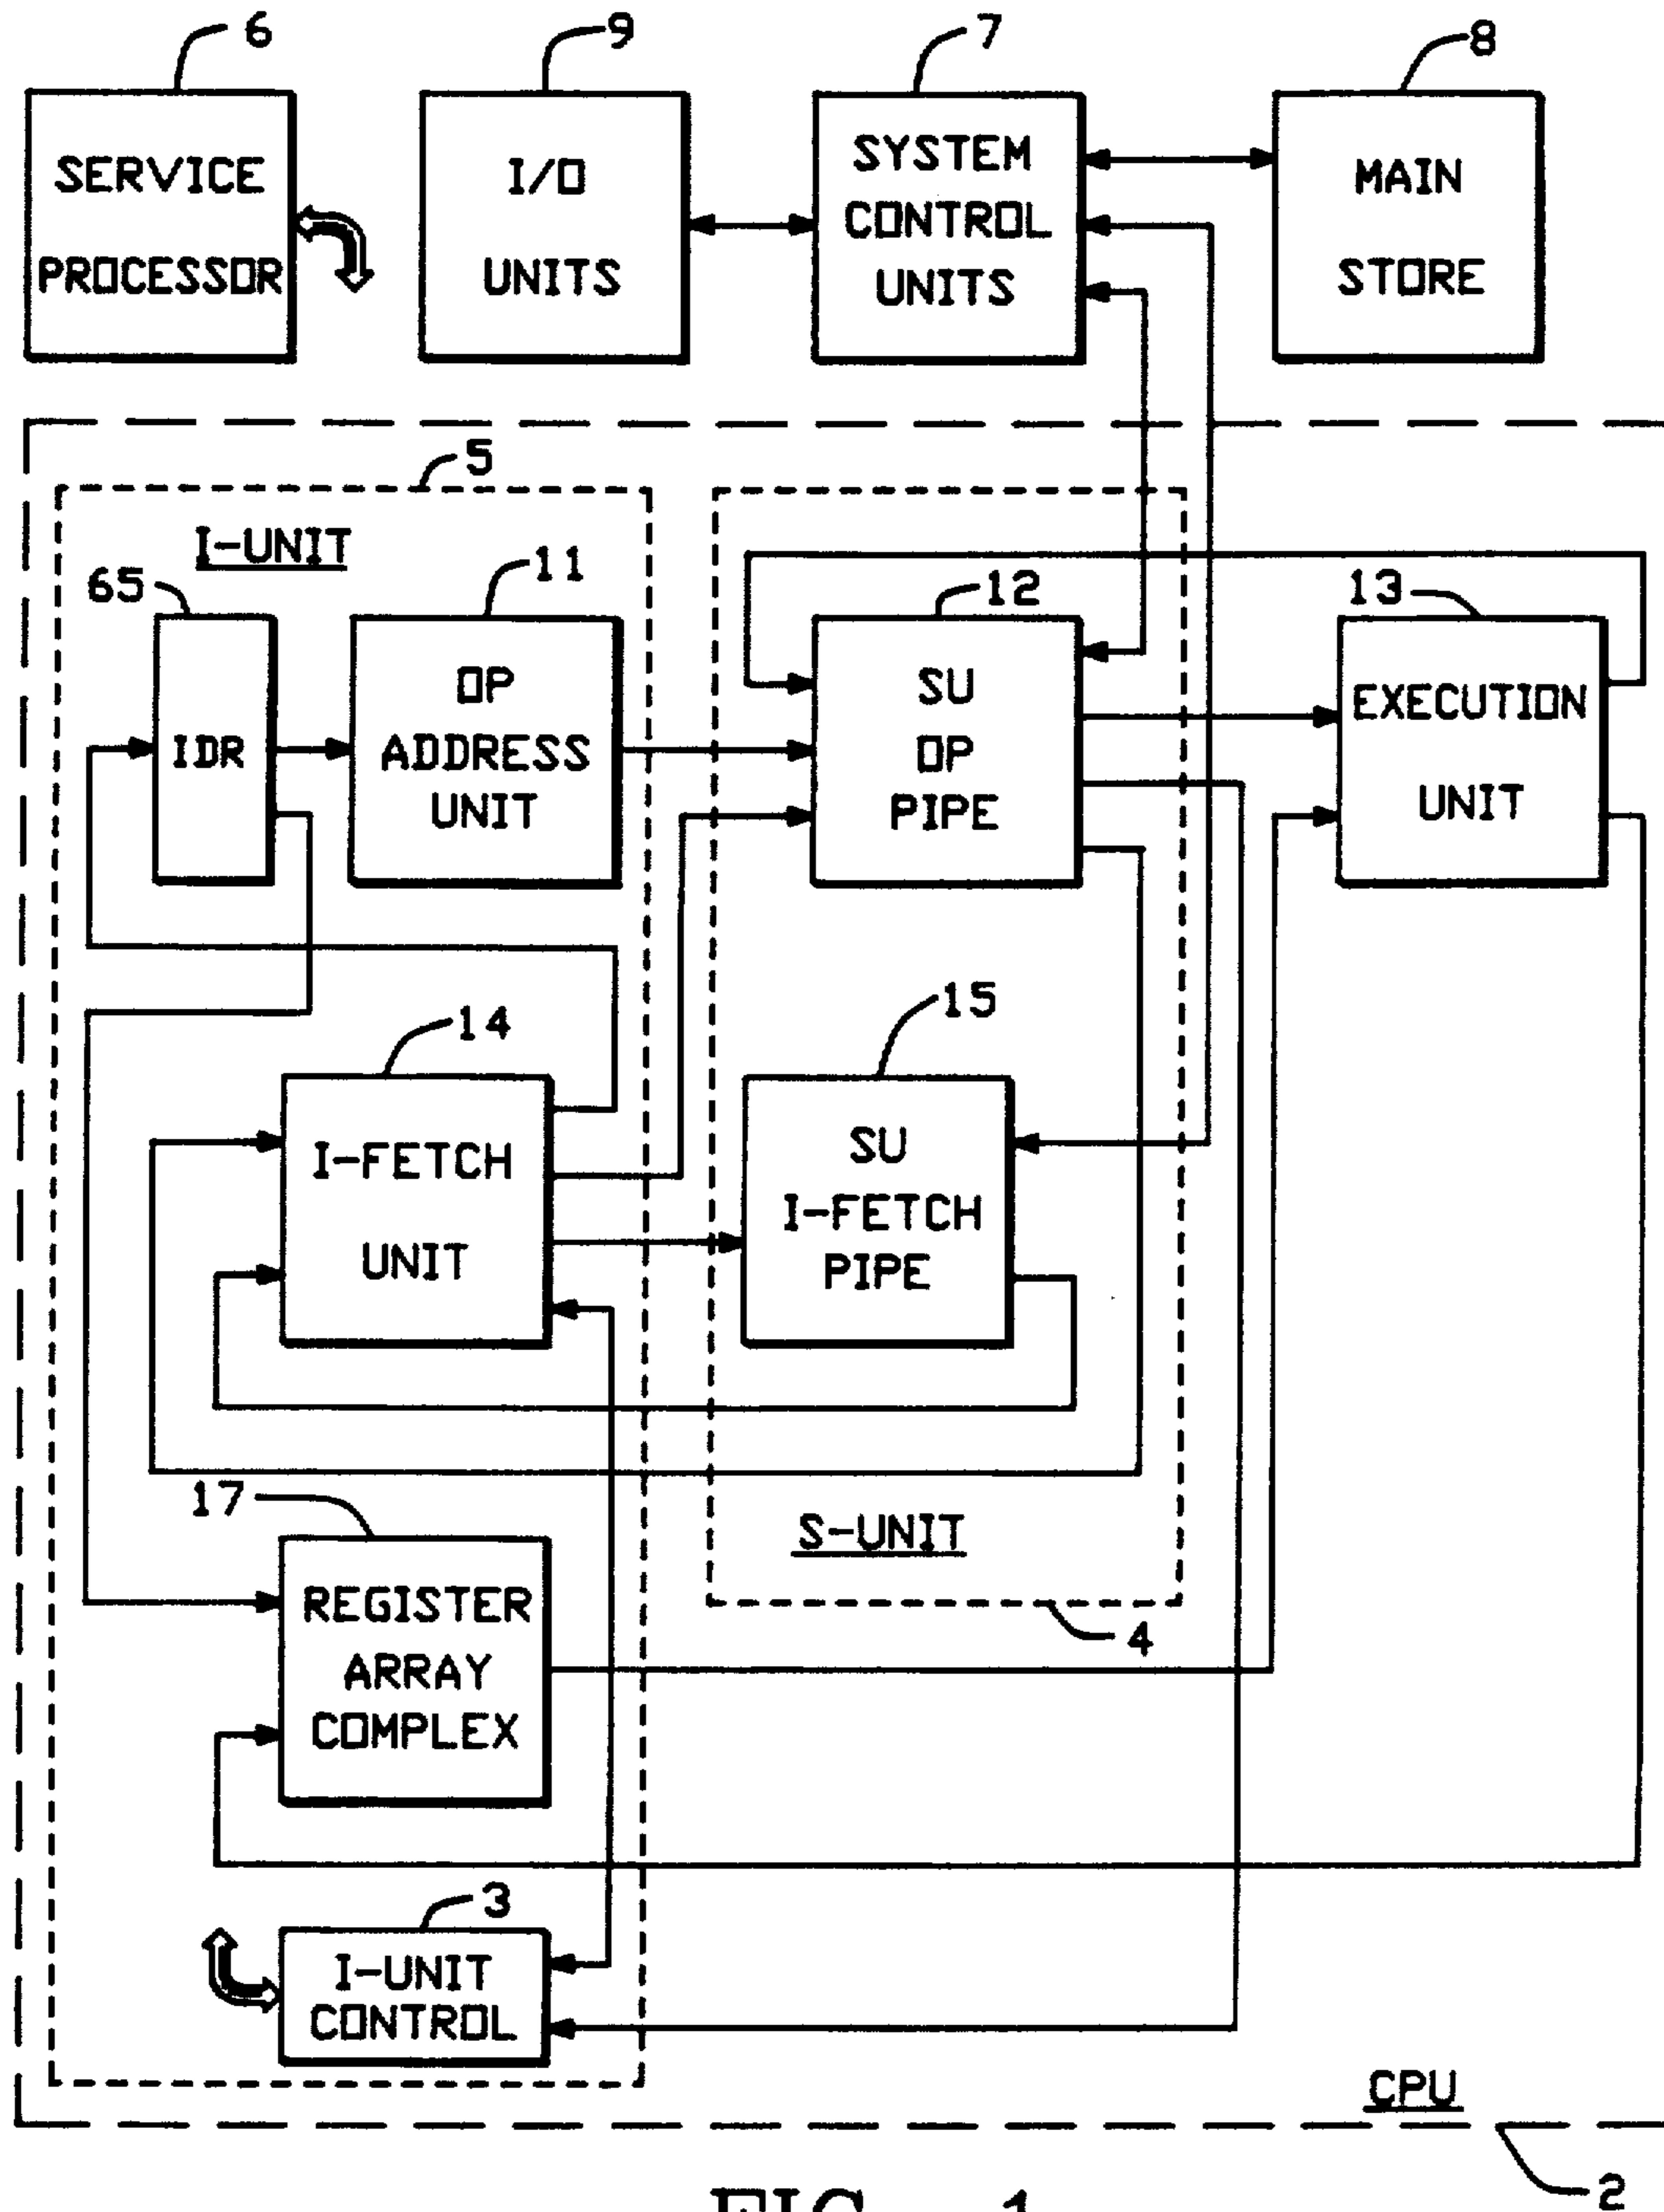 6
9
7
8
SERVICE
PROCESSOR
I/O
UNITS
SYSTEM
CONTROL
UNITS
MAIN
STORE
5
I-UNIT
65
11
12
13
IDR
OP
ADDRESS
UNIT
SU
OP
PIPE
EXECUTION
UNIT
14
15
I-FETCH
UNIT
SU
I-FETCH
PIPE
17
S-UNIT
4
REGISTER
ARRAY
COMPLEX
3
I-UNIT
CONTROL
CPU
2
FIG. 1